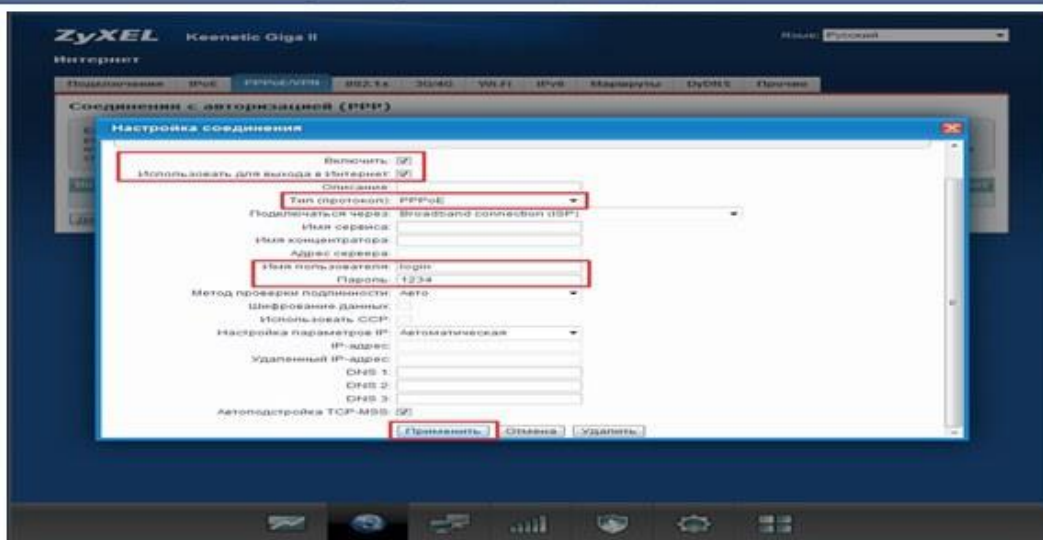 ZyXEL Keenetic Giga II
Язык: Русский
Интернет
Подключения IPoE PPPoE/VPN 802.1x 3G/4G Wi-Fi IPv6 Маршруты DyDNS Прочее
Соединения с авторизацией (PPP)
Настройка соединения
Включить:
Использовать для выхода в Интернет:
Описание:
Тип (протокол): PPPoE
Подключаться через: Broadband connection (ISP)
Имя сервиса:
Имя концентратора:
Адрес сервера:
Имя пользователя: login
Пароль: 1234
Метод проверки подлинности: Авто
Шифрование данных:
Использовать CCP:
Настройка параметров IP: Автоматическая
IP-адрес:
Удаленный IP-адрес:
DNS 1:
DNS 2:
DNS 3:
Автоподстройка TCP-MSS:
Применить Отмена Удалить